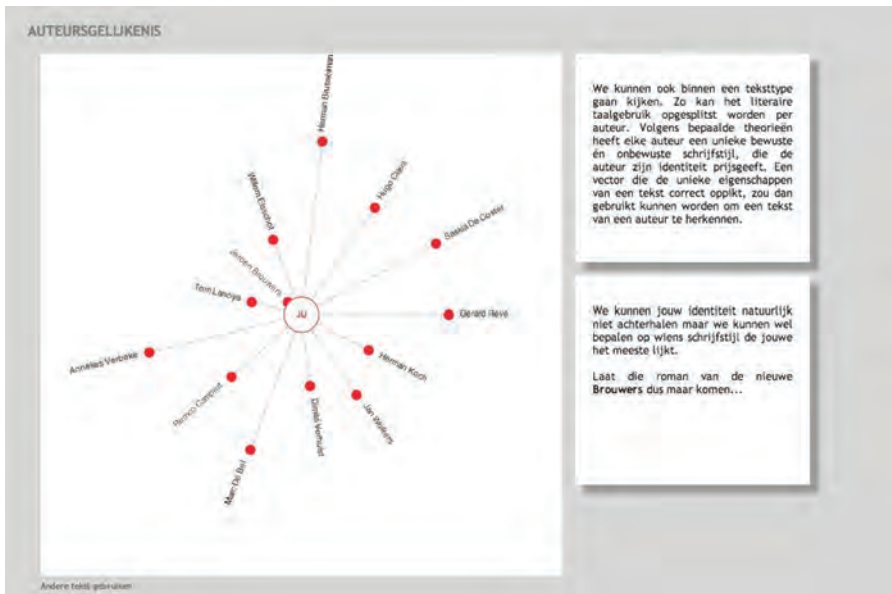 AUTEURSGELIJKENIS
Herman Brusselman
Hugo Claus
Willem Elsschot
Saskia De Coster
Jeroen Brouwers
Tom Lanoye
JIJ
Gerard Reve
Herman Koch
Annelies Verbeke
Remco Campert
Jan Wolkers
Dimitri Verhulst
Marc De Bel
We kunnen ook binnen een teksttype
gaan kijken. Zo kan het literaire
taalgebruik opgesplitst worden per
auteur. Volgens bepaalde theorieën
heeft elke auteur een unieke bewuste
én onbewuste schrijfstijl, die de
auteur zijn identiteit prijsgeeft. Een
vector die de unieke eigenschappen
van een tekst correct oppikt, zou dan
gebruikt kunnen worden om een tekst
van een auteur te herkennen.
We kunnen jouw identiteit natuurlijk
niet achterhalen maar we kunnen wel
bepalen op wiens schrijfstijl de jouwe
het meeste lijkt.
Laat die roman van de nieuwe
Brouwers dus maar komen...
Andere tekst gebruiken